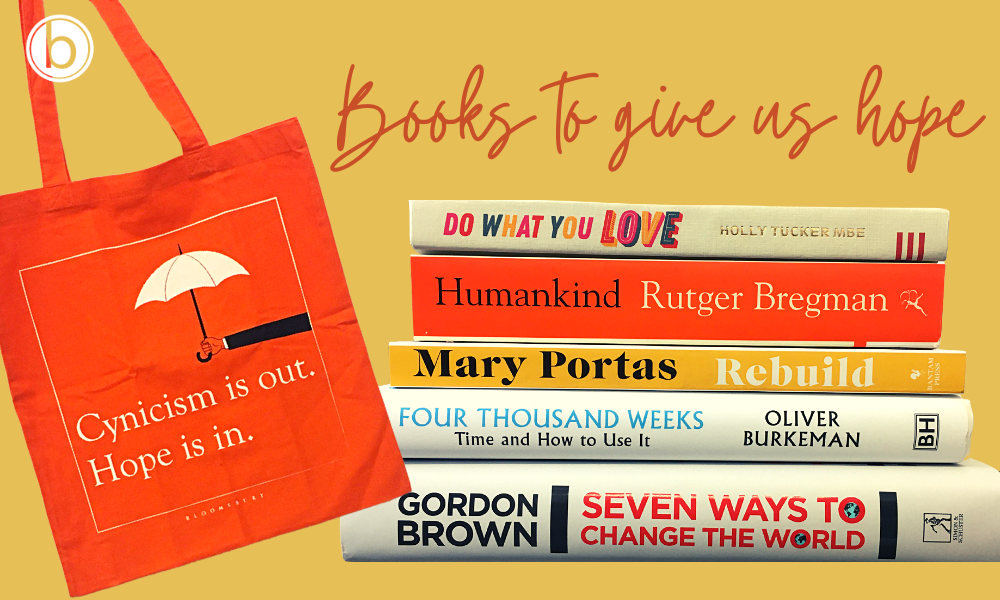 b
Books to give us hope
Cynicism is out.
Hope is in.
BLOOMSBURY
DO WHAT YOU LOVE HOLLY TUCKER MBE
Humankind Rutger Bregman
Mary Portas Rebuild BANTAM PRESS
FOUR THOUSAND WEEKS
Time and How to Use It
OLIVER
BURKEMAN
BH
GORDON
BROWN
SEVEN WAYS TO
CHANGE THE WORLD
SIMON &
SCHUSTER